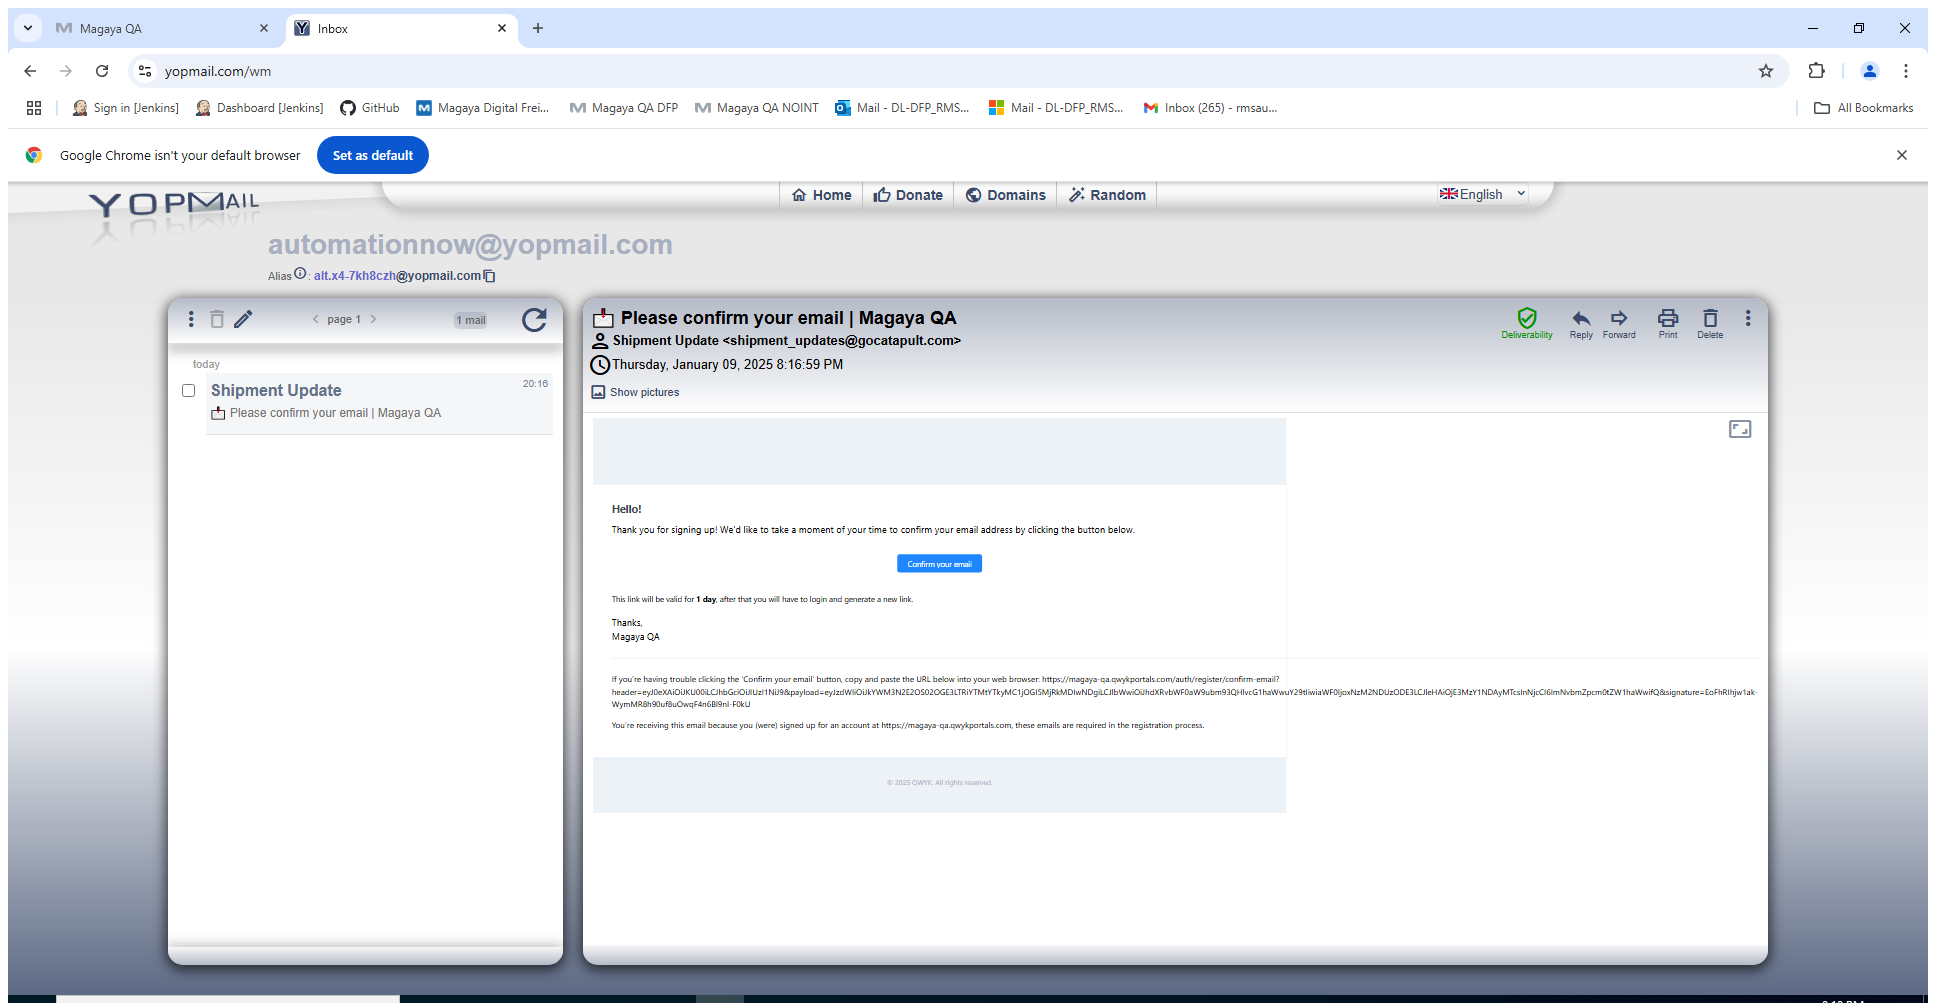 Magaya QA
Inbox
yopmail.com/wm
Sign in [Jenkins]
Dashboard [Jenkins]
GitHub
Magaya Digital Frei...
Magaya QA DFP
Magaya QA NOINT
Mail - DL-DFP_RMS...
Mail - DL-DFP_RMS...
Inbox (265) - rmsau...
All Bookmarks
Google Chrome isn't your default browser
Set as default
YOPMAIL
Home
Donate
Domains
Random
English
automationnow@yopmail.com
Alias : alt.x4-7kh8czh@yopmail.com
page 1
1 mail
today
Shipment Update
20:16
Please confirm your email | Magaya QA
Please confirm your email | Magaya QA
Shipment Update <shipment_updates@gocatapult.com>
Thursday, January 09, 2025 8:16:59 PM
Show pictures
Deliverability
Reply
Forward
Print
Delete
Hello!
Thank you for signing up! We'd like to take a moment of your time to confirm your email address by clicking the button below.
Confirm your email
This link will be valid for 1 day, after that you will have to login and generate a new link.
Thanks,
Magaya QA
If you're having trouble clicking the 'Confirm your email' button, copy and paste the URL below into your web browser: https://magaya-qa.qwykportals.com/auth/register/confirm-email?
You're receiving this email because you (were) signed up for an account at https://magaya-qa.qwykportals.com, these emails are required in the registration process.
© 2025 QWYK. All rights reserved.